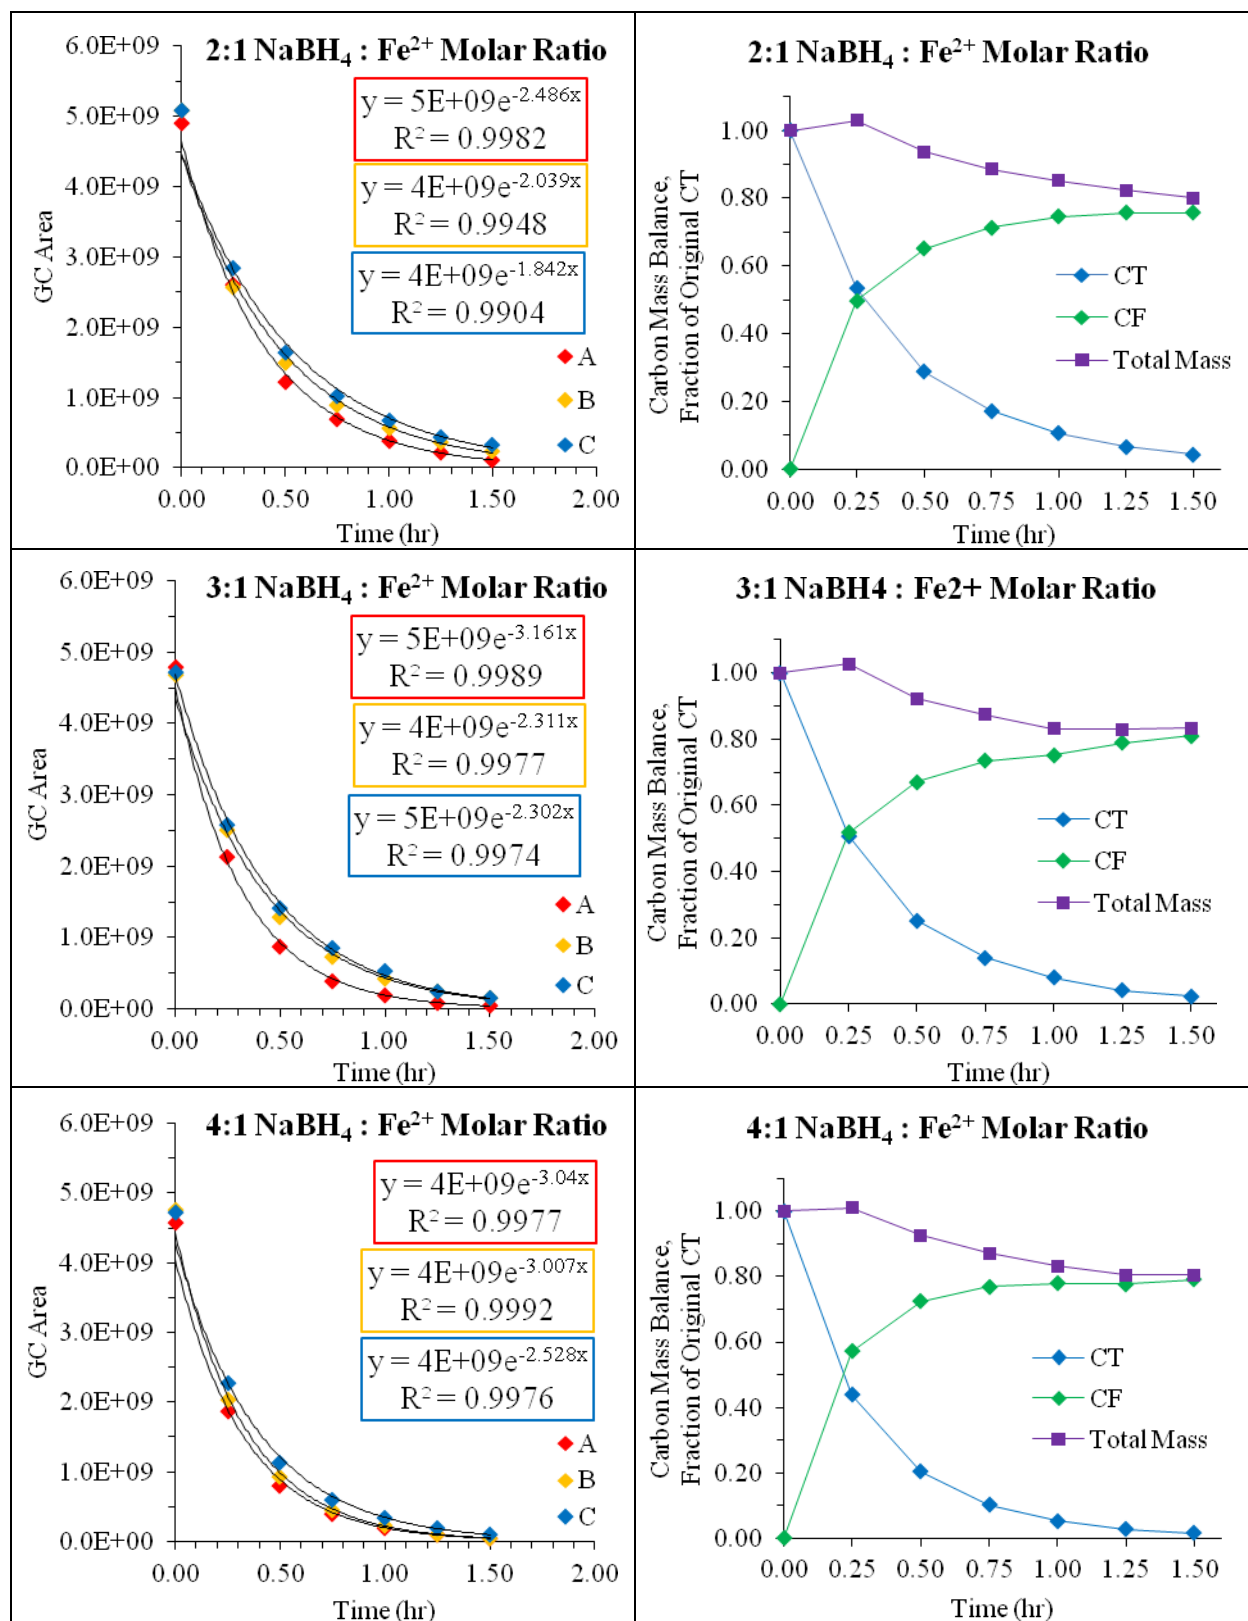 2:1 NaBH₄ : Fe²⁺ Molar Ratio
6.0E+09
5.0E+09
4.0E+09
3.0E+09
2.0E+09
1.0E+09
0.0E+00
GC Area
y = 5E+09e^-2.486x
R² = 0.9982
y = 4E+09e^-2.039x
R² = 0.9948
y = 4E+09e^-1.842x
R² = 0.9904
A
B
C
0.00 0.50 1.00 1.50 2.00
Time (hr)
2:1 NaBH₄ : Fe²⁺ Molar Ratio
Carbon Mass Balance,
Fraction of Original CT
1.00
0.80
0.60
0.40
0.20
0.00
CT
CF
Total Mass
0.00 0.25 0.50 0.75 1.00 1.25 1.50
Time (hr)
3:1 NaBH₄ : Fe²⁺ Molar Ratio
6.0E+09
5.0E+09
4.0E+09
3.0E+09
2.0E+09
1.0E+09
0.0E+00
GC Area
y = 5E+09e^-3.161x
R² = 0.9989
y = 4E+09e^-2.311x
R² = 0.9977
y = 5E+09e^-2.302x
R² = 0.9974
A
B
C
0.00 0.50 1.00 1.50 2.00
Time (hr)
3:1 NaBH4 : Fe2+ Molar Ratio
Carbon Mass Balance,
Fraction of Original CT
1.00
0.80
0.60
0.40
0.20
0.00
CT
CF
Total Mass
0.00 0.25 0.50 0.75 1.00 1.25 1.50
Time (hr)
4:1 NaBH₄ : Fe²⁺ Molar Ratio
6.0E+09
5.0E+09
4.0E+09
3.0E+09
2.0E+09
1.0E+09
0.0E+00
GC Area
y = 4E+09e^-3.04x
R² = 0.9977
y = 4E+09e^-3.007x
R² = 0.9992
y = 4E+09e^-2.528x
R² = 0.9976
A
B
C
0.00 0.50 1.00 1.50 2.00
Time (hr)
4:1 NaBH₄ : Fe²⁺ Molar Ratio
Carbon Mass Balance,
Fraction of Original CT
1.00
0.80
0.60
0.40
0.20
0.00
CT
CF
Total Mass
0.00 0.25 0.50 0.75 1.00 1.25 1.50
Time (hr)